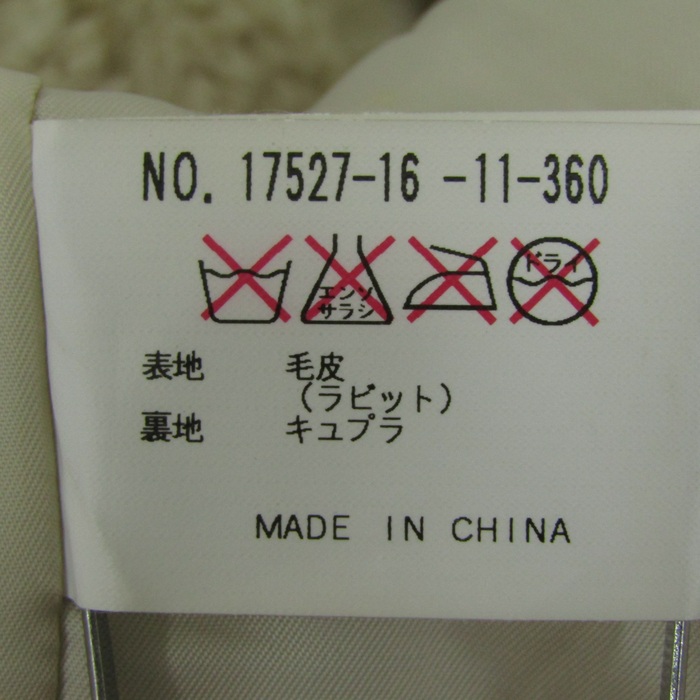 NO. 17527-16 -11-360
エンソ
サラシ
ドライ
表地 毛皮
(ラビット)
裏地 キュプラ
MADE IN CHINA